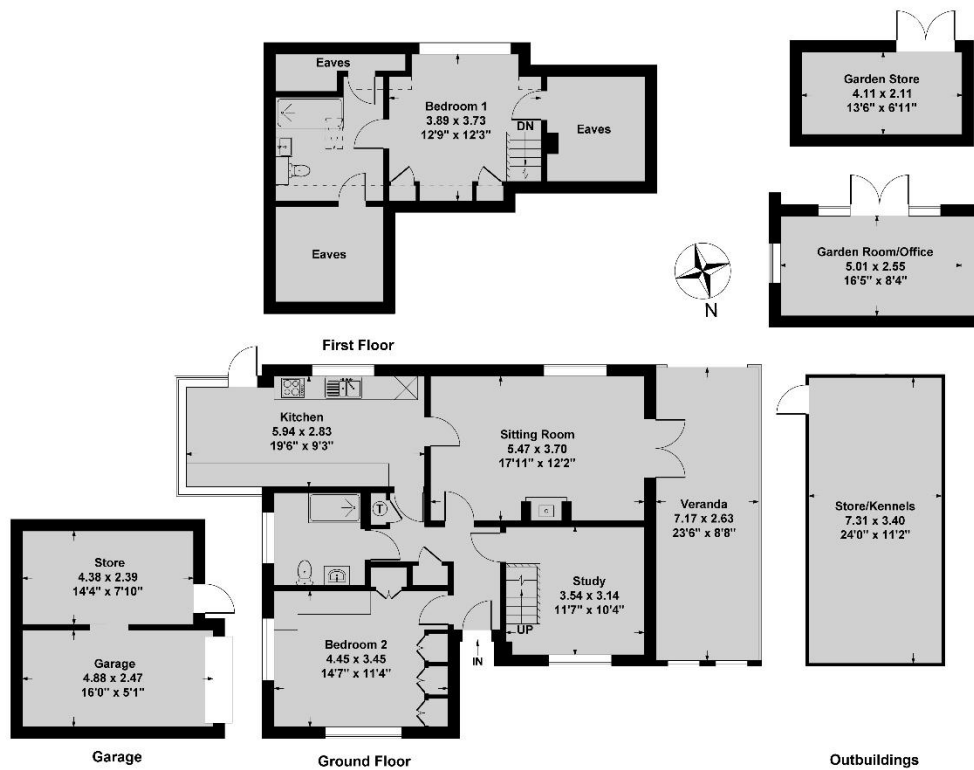 Eaves
Bedroom 1
3.89 x 3.73
12'9" x 12'3"
DN
Eaves
Eaves
First Floor
Garden Store
4.11 x 2.11
13'6" x 6'11"
Garden Room/Office
5.01 x 2.55
16'5" x 8'4"
N
Kitchen
5.94 x 2.83
19'6" x 9'3"
Sitting Room
5.47 x 3.70
17'11" x 12'2"
Veranda
7.17 x 2.63
23'6" x 8'8"
T
Study
3.54 x 3.14
11'7" x 10'4"
UP
Bedroom 2
4.45 x 3.45
14'7" x 11'4"
IN
Ground Floor
Store
4.38 x 2.39
14'4" x 7'10"
Garage
4.88 x 2.47
16'0" x 5'1"
Garage
Store/Kennels
7.31 x 3.40
24'0" x 11'2"
Outbuildings